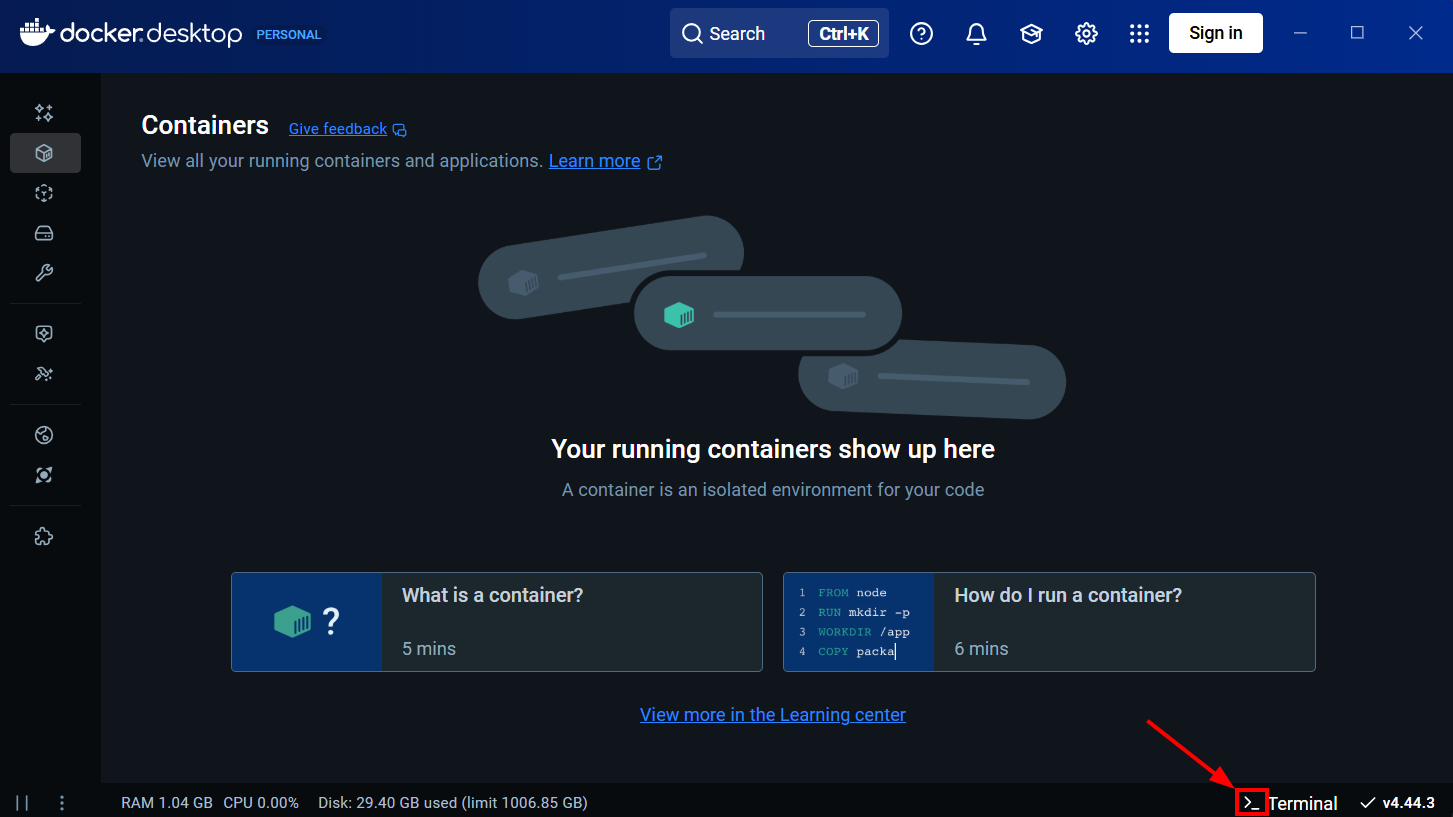 docker.desktop PERSONAL
Search Ctrl+K
Sign in
Containers Give feedback
View all your running containers and applications. Learn more
Your running containers show up here
A container is an isolated environment for your code
?
What is a container?
5 mins
1 FROM node
2 RUN mkdir -p
3 WORKDIR /app
4 COPY packa
How do I run a container?
6 mins
View more in the Learning center
RAM 1.04 GB CPU 0.00% Disk: 29.40 GB used (limit 1006.85 GB)
>_ Terminal v4.44.3